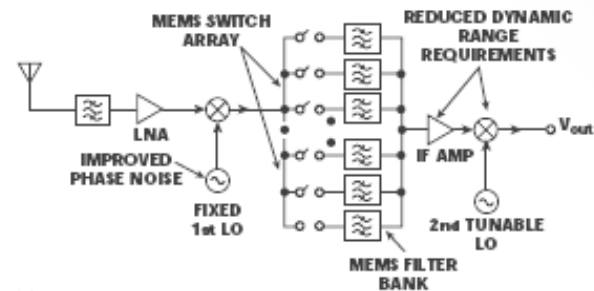 MEMS SWITCH
ARRAY
REDUCED DYNAMIC
RANGE
REQUIREMENTS
LNA
IMPROVED
PHASE NOISE
FIXED
1st LO
IF AMP
Vout
2nd TUNABLE
LO
MEMS FILTER
BANK